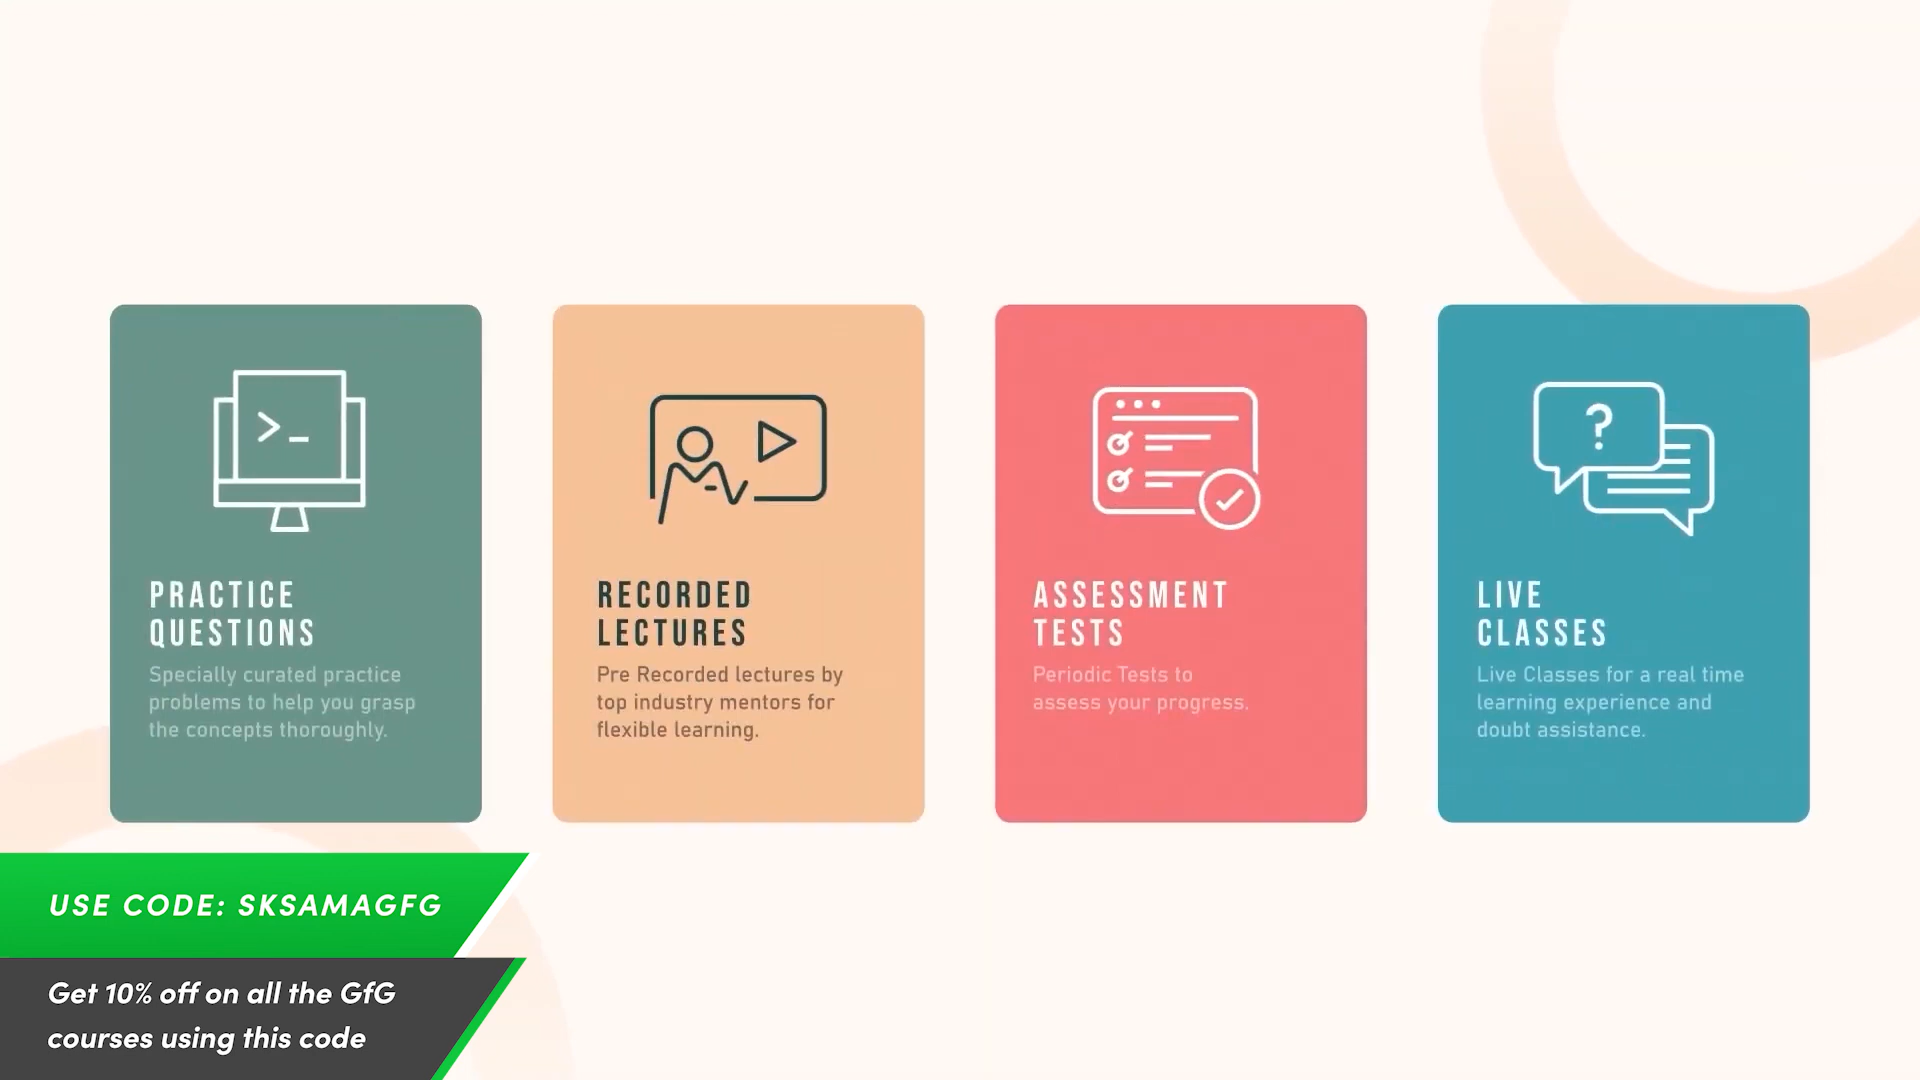 PRACTICE
QUESTIONS
Specially curated practice
problems to help you grasp
the concepts thoroughly.
RECORDED
LECTURES
Pre Recorded lectures by
top industry mentors for
flexible learning.
ASSESSMENT
TESTS
Periodic Tests to
assess your progress.
?
LIVE
CLASSES
Live Classes for a real time
learning experience and
doubt assistance.
USE CODE: SKSAMAGFG
Get 10% off on all the GfG
courses using this code